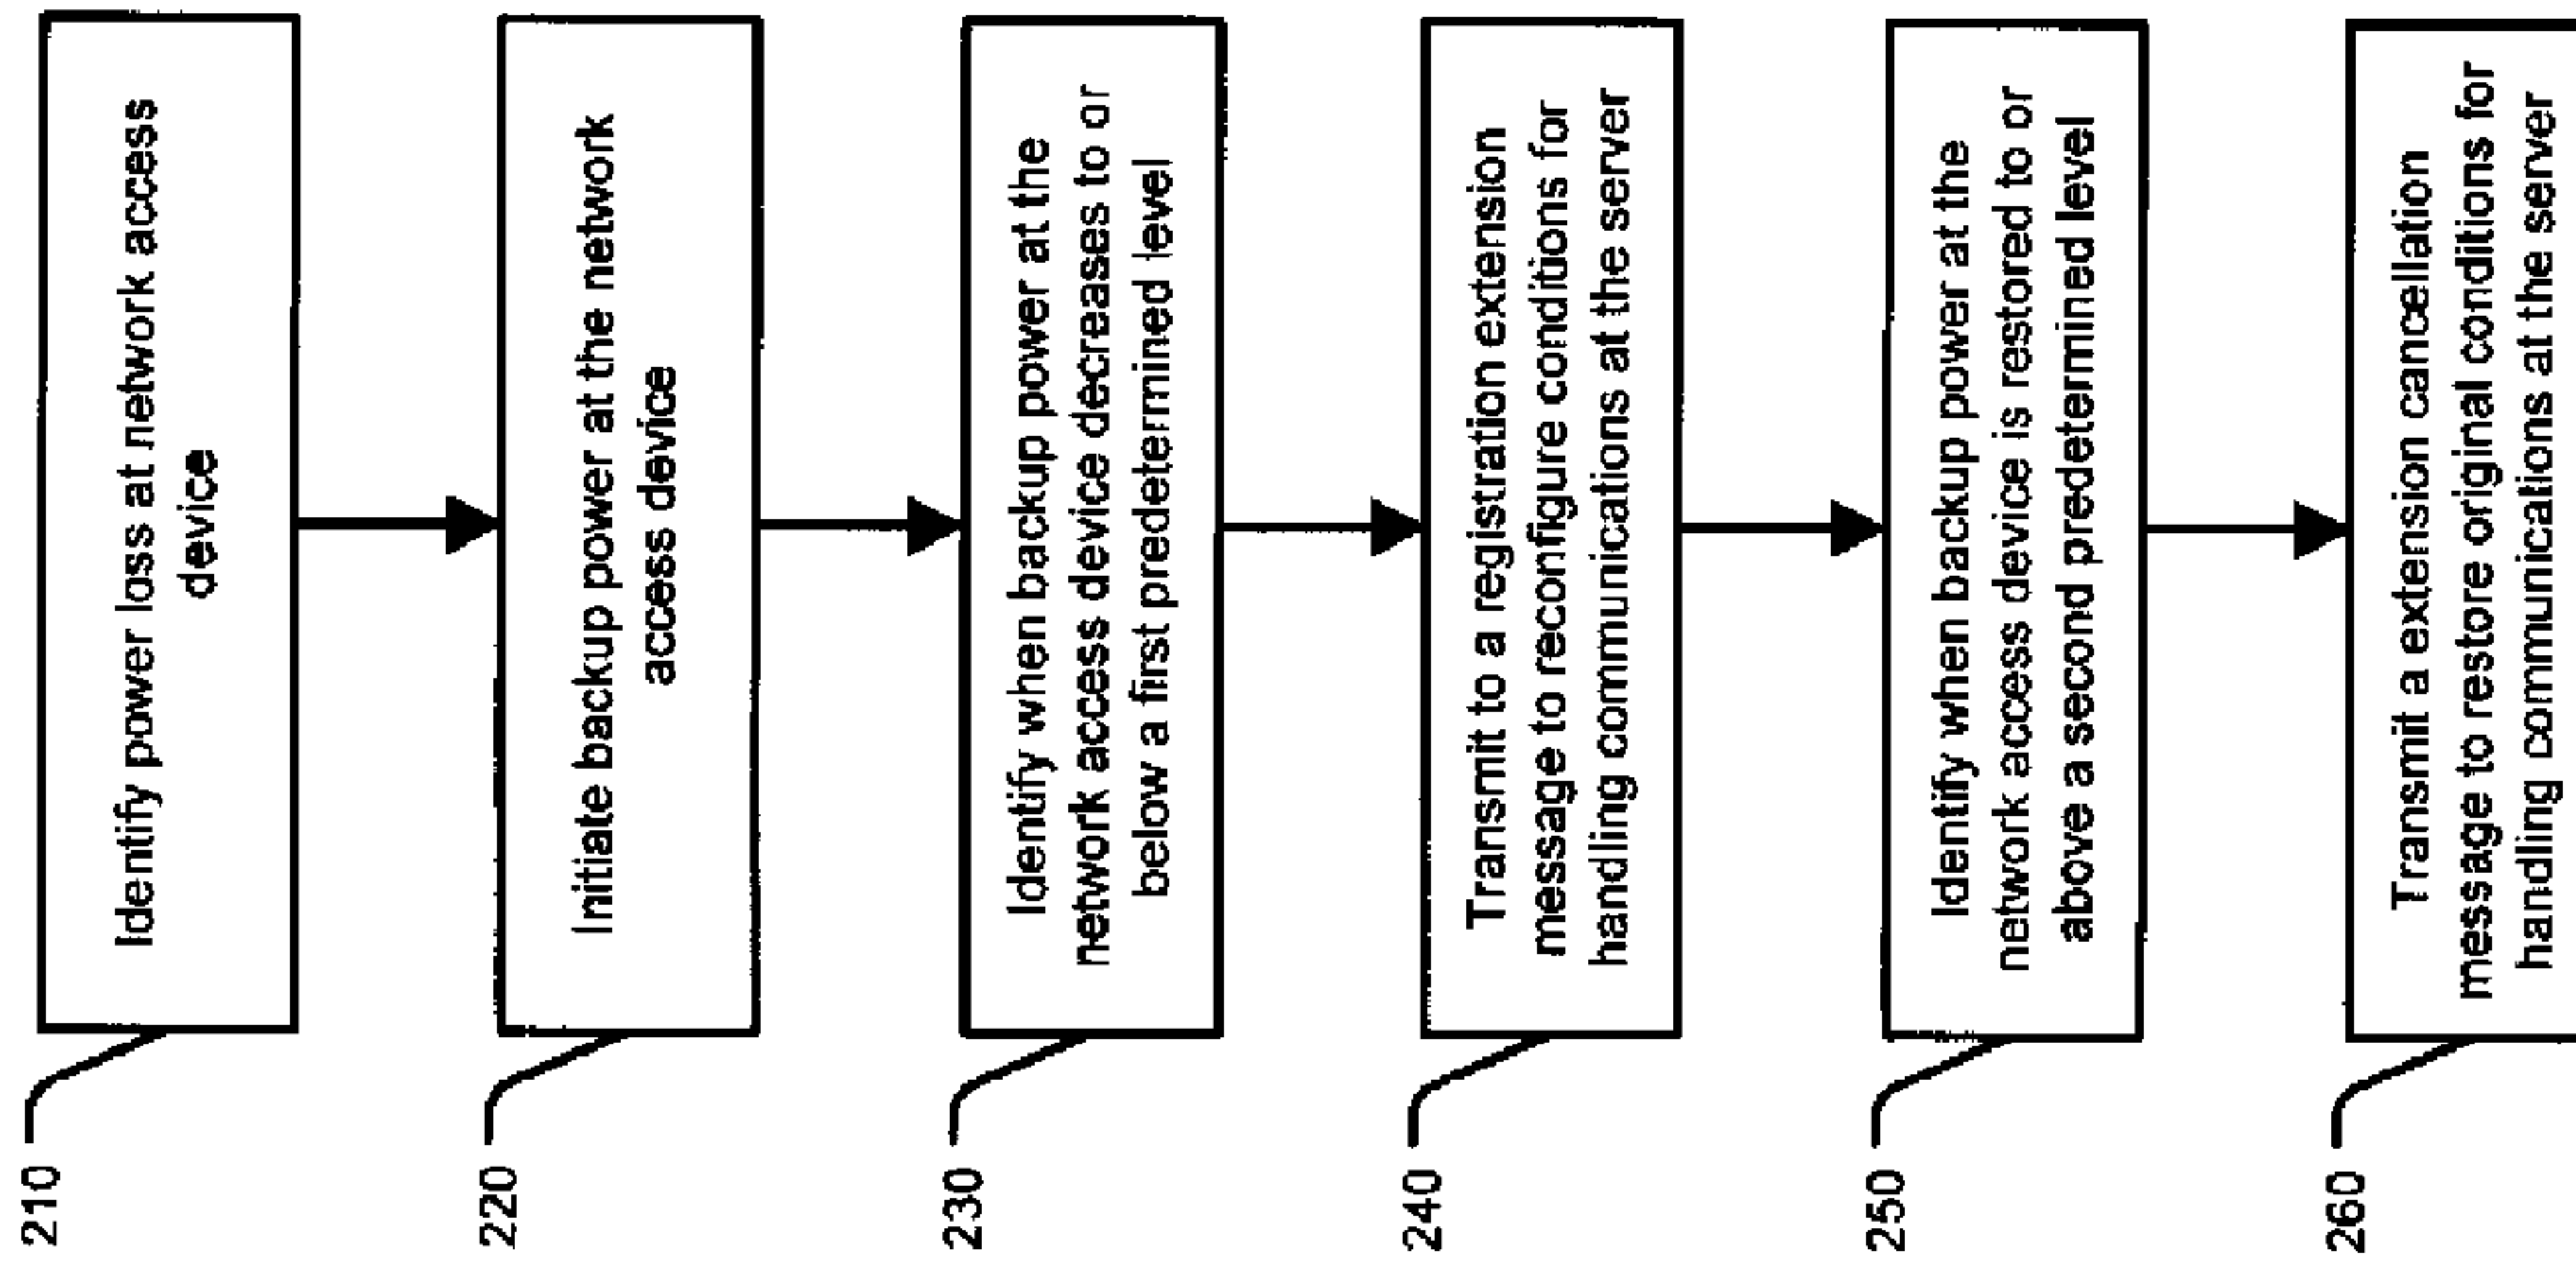 210
Identify power loss at network access
device
220
Initiate backup power at the network
access device
230
Identify when backup power at the
network access device decreases to or
below a first predetermined level
240
Transmit to a registration extension
message to reconfigure conditions for
handling communications at the server
250
Identify when backup power at the
network access device is restored to or
above a second predetermined level
260
Transmit a extension cancellation
message to restore original conditions for
handling communications at the server